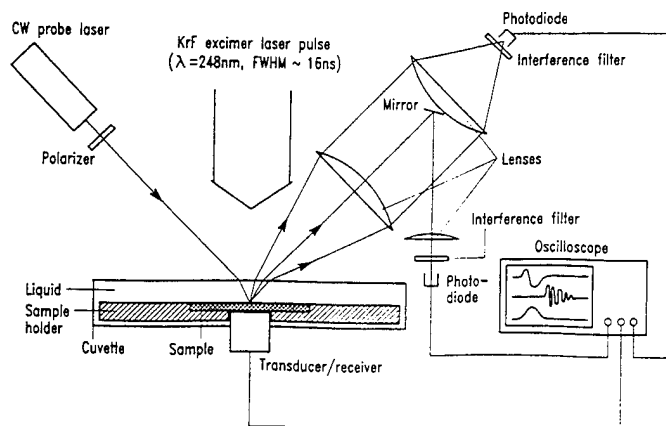 CW probe laser
KrF excimer laser pulse
(λ=248nm, FWHM ~ 16ns)
Photodiode
Interference filter
Mirror
Polarizer
Lenses
Interference filter
Oscilloscope
Liquid
Sample
holder
Photo-
diode
Cuvette
Sample
Transducer/receiver